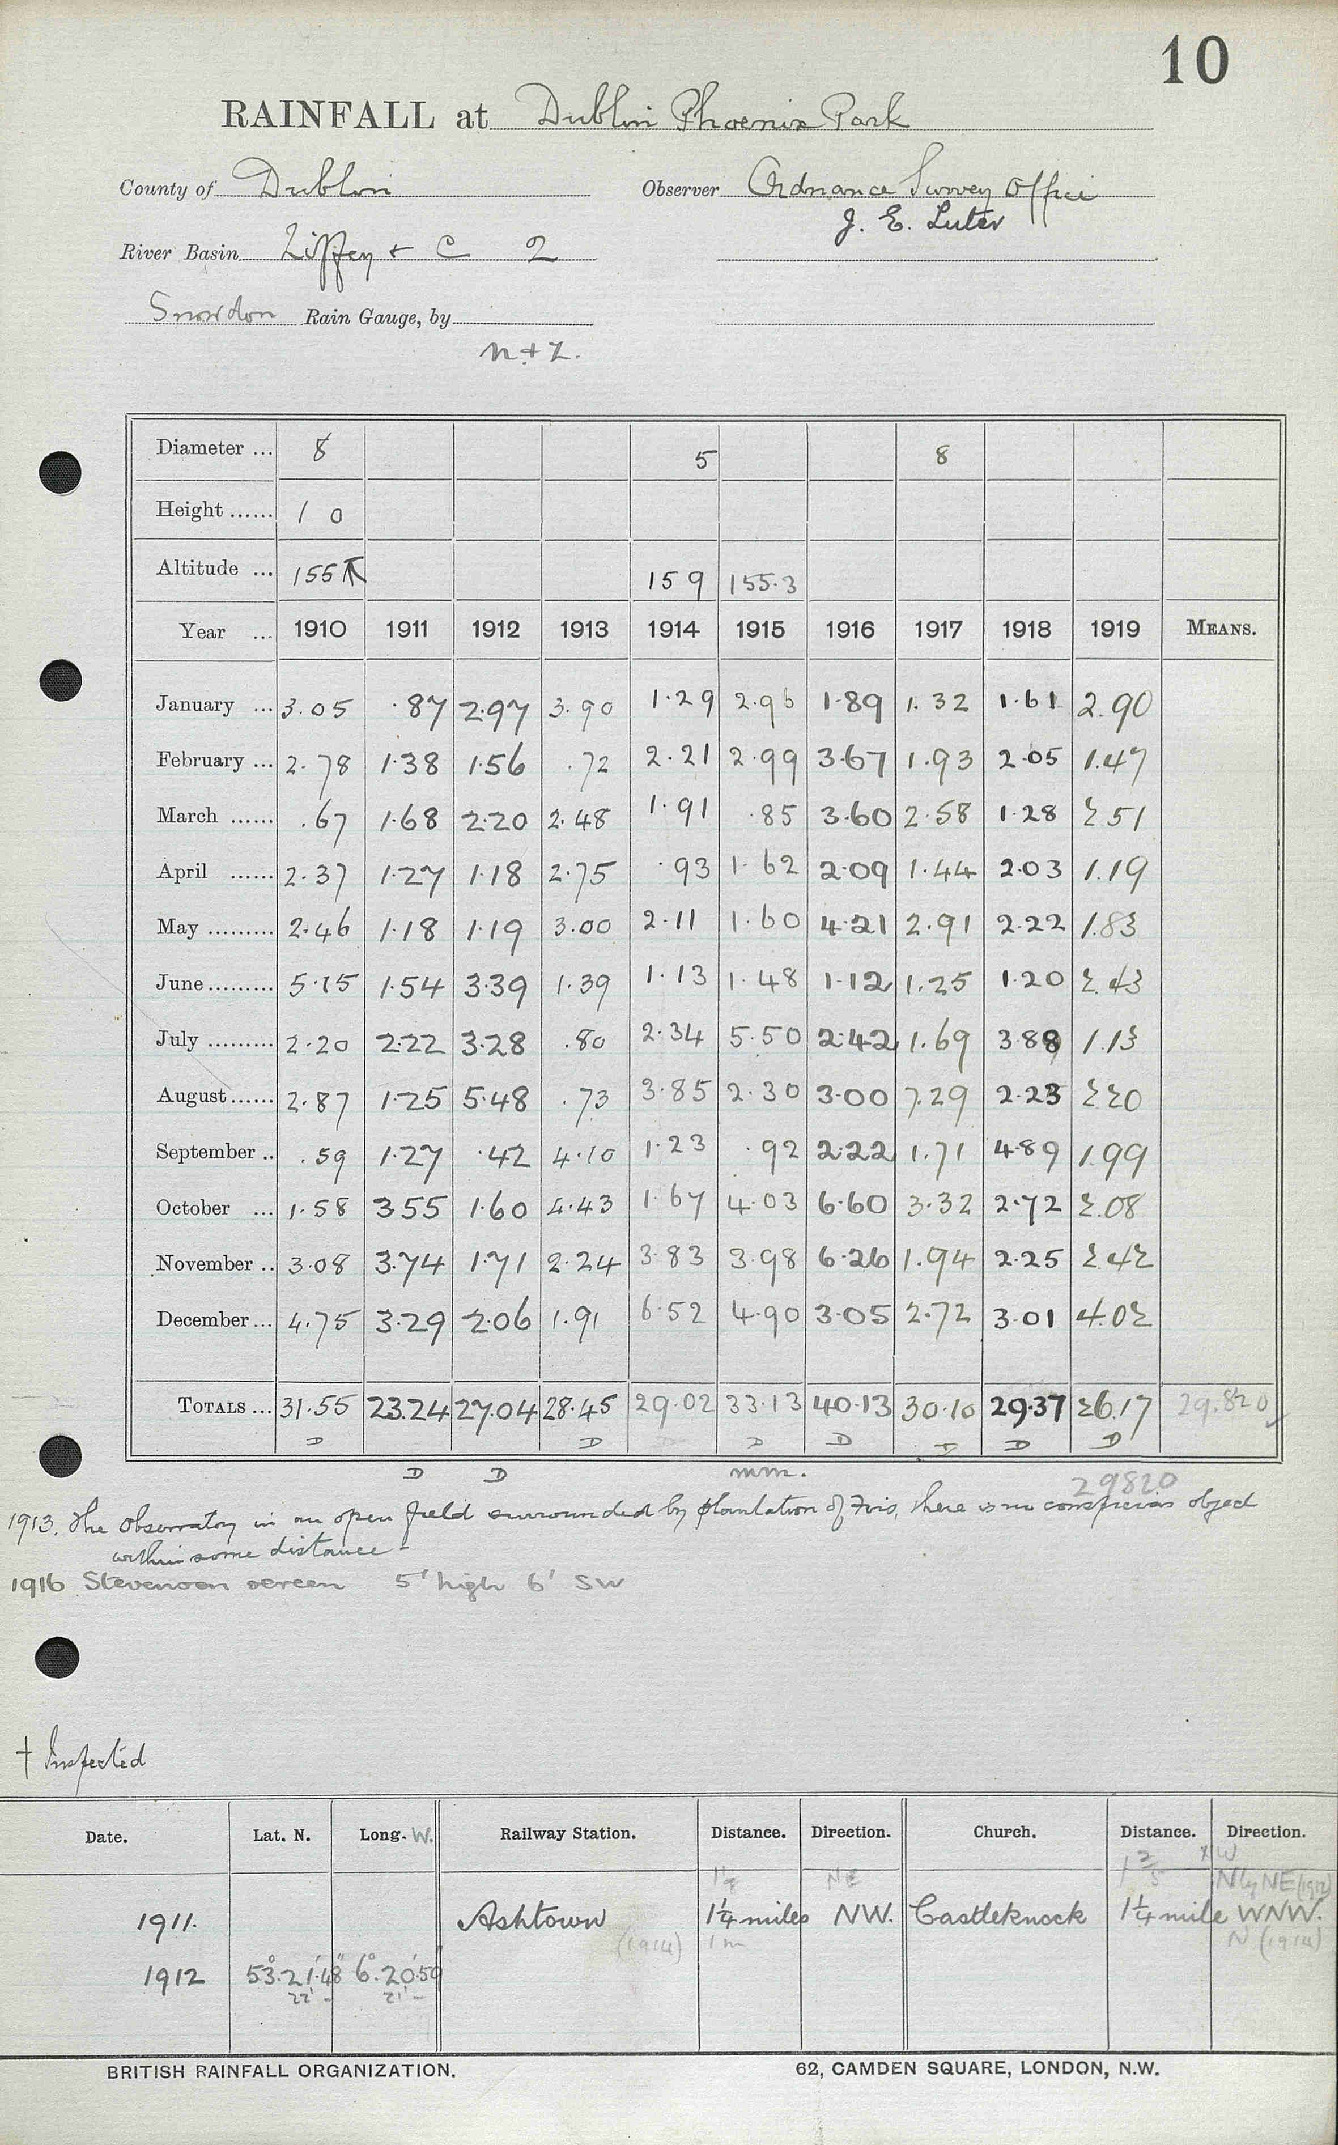 10
RAINFALL at Dublin Phoenix Park
County of Dublin Observer Ordnance Survey Office
J. E. Luter
River Basin Liffey + C 2
Snowdon Rain Gauge, by
Diameter ... 8 5 8
Height ...... 1 0
Altitude ... 155 159 155.3
Year ... 1910 1911 1912 1913 1914 1915 1916 1917 1918 1919 MEANS.
January ... 3.05 .87 2.97 3.90 1.29 2.96 1.89 1.32 1.61 2.90
February ... 2.78 1.38 1.56 .72 2.21 2.99 3.67 1.93 2.05 1.47
March ...... .67 1.68 2.20 2.48 1.91 .85 3.60 2.58 1.28 2 51
April ...... 2.37 1.27 1.18 2.75 .93 1.62 2.09 1.44 2.03 1.19
May ......... 2.46 1.18 1.19 3.00 2.11 1.60 4.21 2.91 2.22 1.83
June ......... 5.15 1.54 3.39 1.39 1.13 1.48 1.12 1.25 1.20 2.43
July ......... 2.20 2.22 3.28 .80 2.34 5.50 2.42 1.69 3.88 1.13
August ...... 2.87 1.25 5.48 .73 3.85 2.30 3.00 7.29 2.23 2.20
September .. .59 1.27 .42 4.10 1.23 .92 2.22 1.71 4.89 1.99
October ... 1.58 3.55 1.60 4.43 1.67 4.03 6.60 3.32 2.72 2.08
November .. 3.08 3.74 1.71 2.24 3.83 3.98 6.26 1.94 2.25 2.42
December ... 4.75 3.29 2.06 1.91 6.52 4.90 3.05 2.72 3.01 4.02
TOTALS ... 31.55 23.24 27.04 28.45 29.02 33.13 40.13 30.10 29.37 26.17 29.820
D D D D D D
D D mm. 29820
1913. The Observatory in an open field surrounded by plantation of Firs, there is no conspicious object
within some distance -
1916 Stevenson screen 5' high 6' SW
† Inspected
Date. Lat. N. Long. W. Railway Station. Distance. Direction. Church. Distance. Direction.
1 1/8 NE 1 2/5 NE (1912)
1911. Ashtown 1¼ miles NW. Castleknock 1¼ mile WNW.
(1914) 1 m N (1914)
1912 53°.21'.48" 6°.20'.50"
22' - 21' -
BRITISH RAINFALL ORGANIZATION. 62, CAMDEN SQUARE, LONDON, N.W.